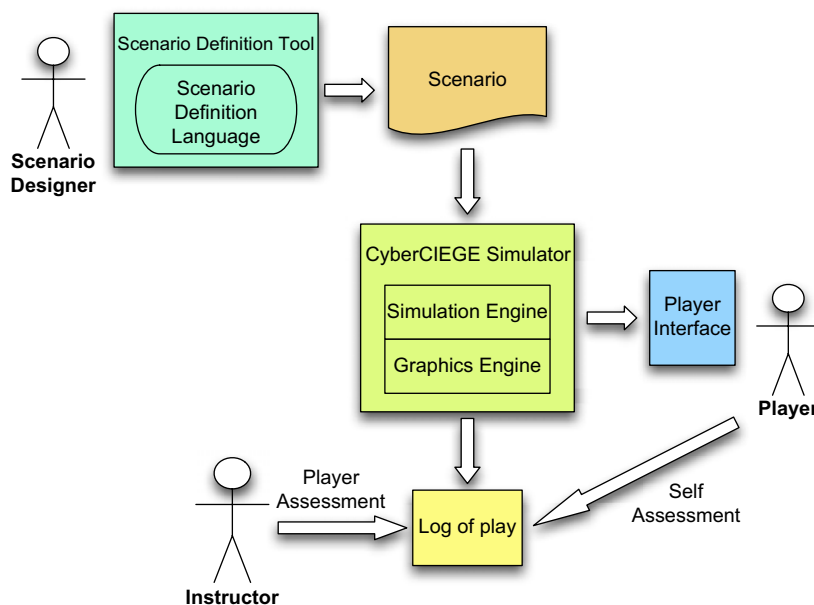 Scenario Definition Tool
Scenario
Definition
Language
Scenario
Designer
Scenario
CyberCIEGE Simulator
Simulation Engine
Graphics Engine
Player
Interface
Player
Player
Assessment
Self
Assessment
Log of play
Instructor